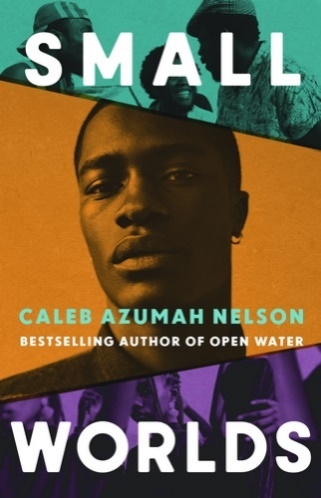 SMALL
CALEB AZUMAH NELSON
BESTSELLING AUTHOR OF OPEN WATER
WORLDS